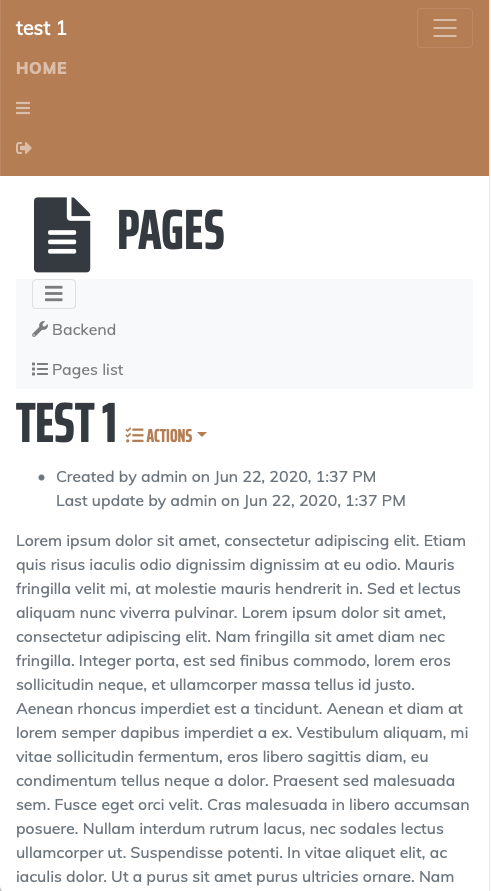 test 1
HOME
PAGES
Backend
Pages list
TEST 1 ACTIONS
Created by admin on Jun 22, 2020, 1:37 PM
Last update by admin on Jun 22, 2020, 1:37 PM
Lorem ipsum dolor sit amet, consectetur adipiscing elit. Etiam
quis risus iaculis odio dignissim dignissim at eu odio. Mauris
fringilla velit mi, at molestie mauris hendrerit in. Sed et lectus
aliquam nunc viverra pulvinar. Lorem ipsum dolor sit amet,
consectetur adipiscing elit. Nam fringilla sit amet diam nec
fringilla. Integer porta, est sed finibus commodo, lorem eros
sollicitudin neque, et ullamcorper massa tellus id justo.
Aenean rhoncus imperdiet est a tincidunt. Aenean et diam at
lorem semper dapibus imperdiet a ex. Vestibulum aliquam, mi
vitae sollicitudin fermentum, eros libero sagittis diam, eu
condimentum tellus neque a dolor. Praesent sed malesuada
sem. Fusce eget orci velit. Cras malesuada in libero accumsan
posuere. Nullam interdum rutrum lacus, nec sodales lectus
ullamcorper ut. Suspendisse potenti. In vitae aliquet elit, ac
iaculis dolor. Ut a purus sit amet purus ultricies ornare. Nam